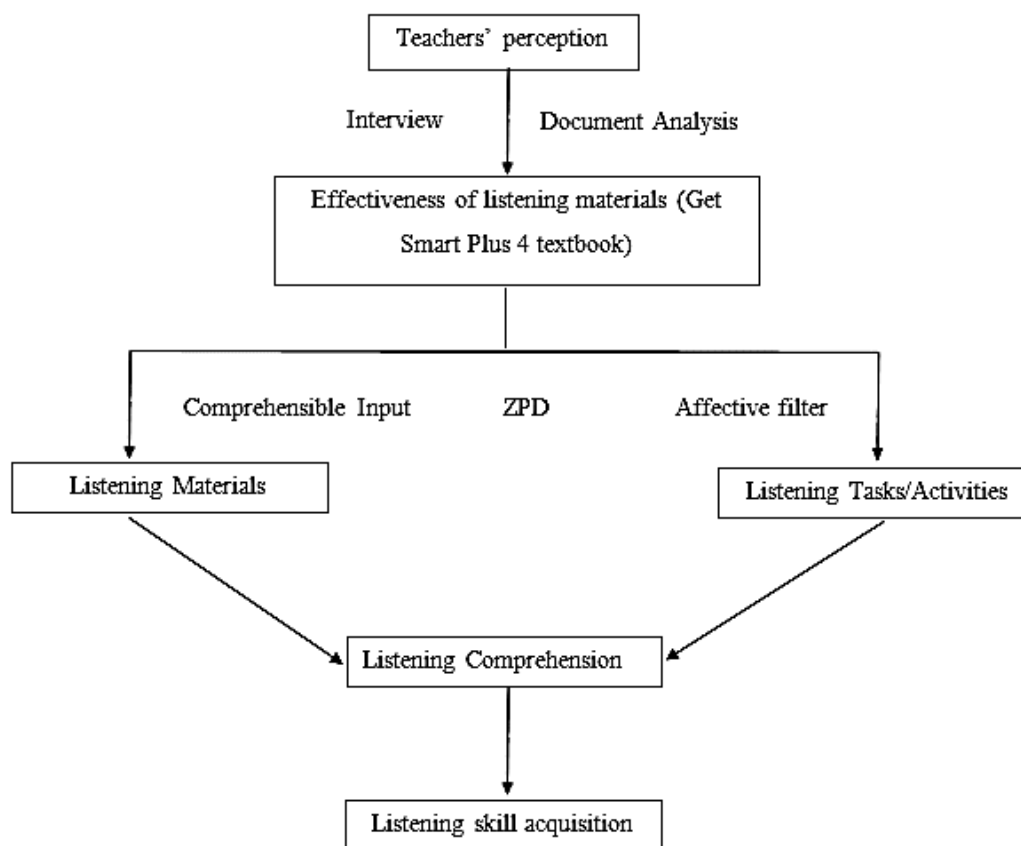 Teachers’ perception
Interview
Document Analysis
Effectiveness of listening materials (Get
Smart Plus 4 textbook)
Comprehensible Input
ZPD
Affective filter
Listening Materials
Listening Tasks/Activities
Listening Comprehension
Listening skill acquisition